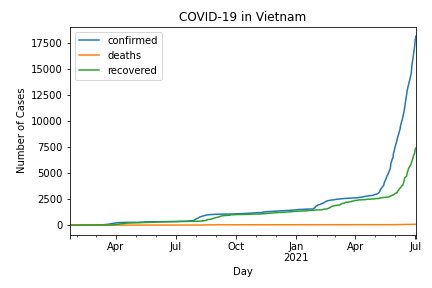 COVID-19 in Vietnam
confirmed
deaths
recovered
Number of Cases
17500
15000
12500
10000
7500
5000
2500
0
Apr
Jul
Oct
Jan
2021
Apr
Jul
Day